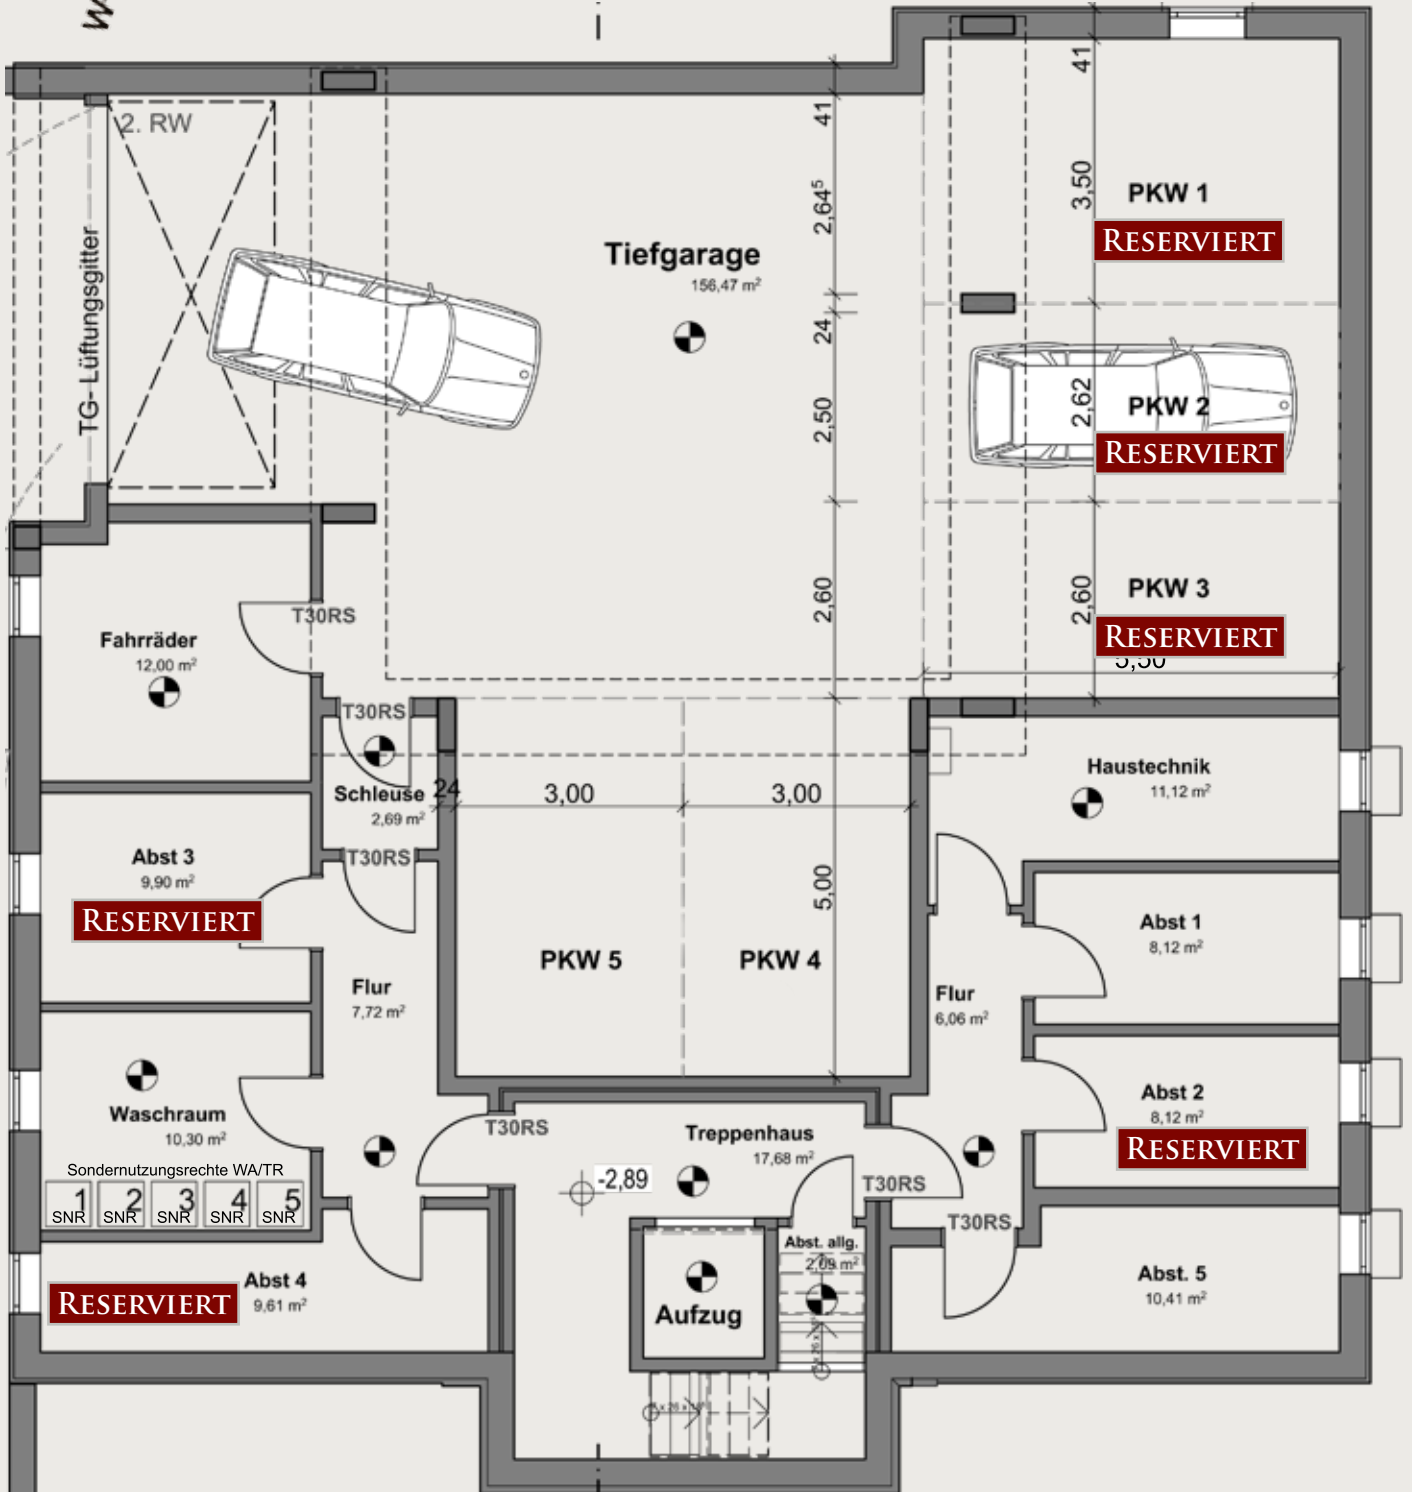 W
2. RW
TG- Lüftungsgitter
Tiefgarage
156,47 m²
41
2,64⁵
24
2,50
2,60
5,00
41
3,50
2,62
2,60
PKW 1
RESERVIERT
PKW 2
RESERVIERT
PKW 3
RESERVIERT
5,50
T30RS
Fahrräder
12,00 m²
T30RS
Schleuse
2,69 m²
24
3,00
3,00
T30RS
Haustechnik
11,12 m²
Abst 3
9,90 m²
RESERVIERT
Abst 1
8,12 m²
PKW 5
PKW 4
Flur
7,72 m²
Flur
6,06 m²
Abst 2
8,12 m²
RESERVIERT
Waschraum
10,30 m²
Sondernutzungsrechte WA/TR
1 2 3 4 5
SNR SNR SNR SNR SNR
T30RS
Treppenhaus
17,68 m²
-2,89
T30RS
T30RS
Abst. allg.
2,09 m²
Abst 4
9,61 m²
RESERVIERT
Aufzug
Abst. 5
10,41 m²